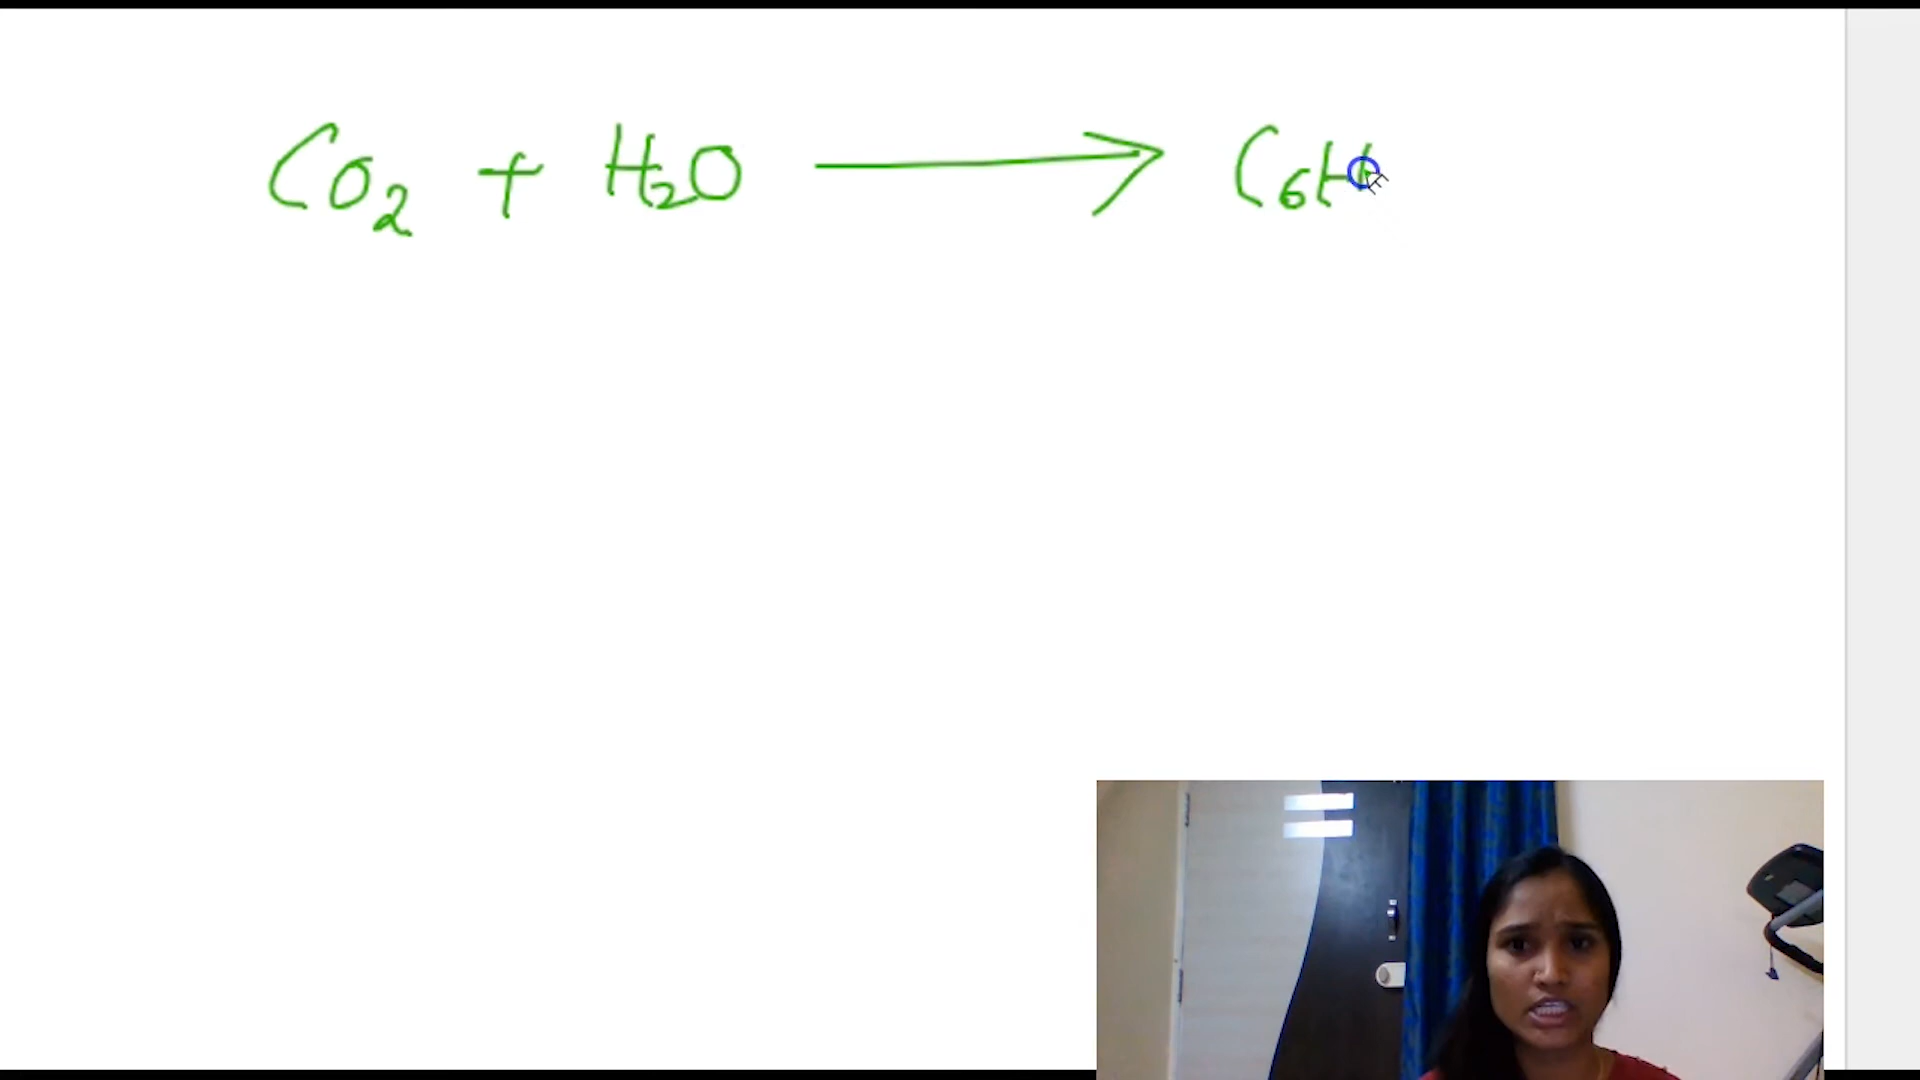 CO₂ + H₂O ⟶ C₆H